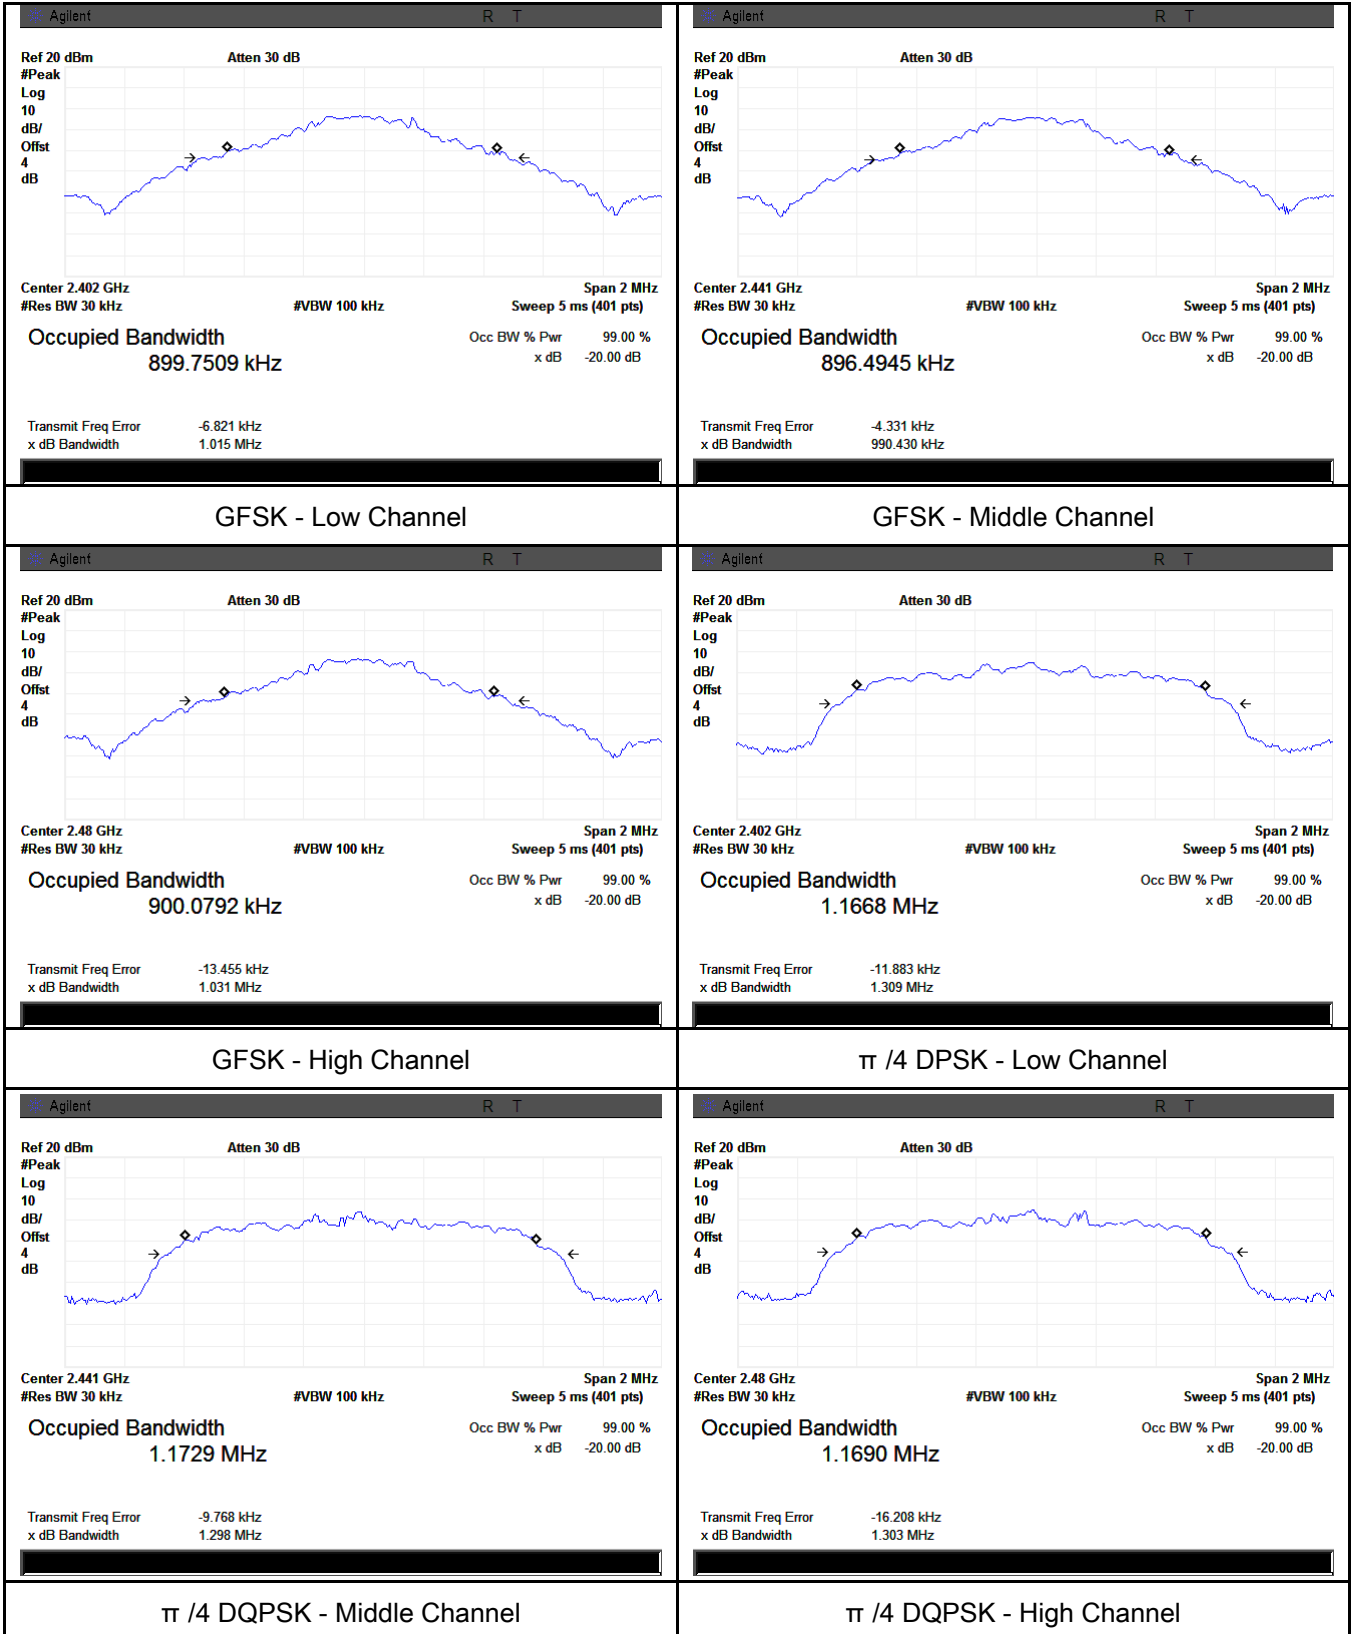 Agilent R T
Ref 20 dBm Atten 30 dB
#Peak
Log
10
dB/
Offst
4
dB
Center 2.402 GHz Span 2 MHz
#Res BW 30 kHz #VBW 100 kHz Sweep 5 ms (401 pts)
Occupied Bandwidth Occ BW % Pwr 99.00 %
899.7509 kHz x dB -20.00 dB
Transmit Freq Error -6.821 kHz
x dB Bandwidth 1.015 MHz
GFSK - Low Channel
Agilent R T
Ref 20 dBm Atten 30 dB
#Peak
Log
10
dB/
Offst
4
dB
Center 2.441 GHz Span 2 MHz
#Res BW 30 kHz #VBW 100 kHz Sweep 5 ms (401 pts)
Occupied Bandwidth Occ BW % Pwr 99.00 %
896.4945 kHz x dB -20.00 dB
Transmit Freq Error -4.331 kHz
x dB Bandwidth 990.430 kHz
GFSK - Middle Channel
Agilent R T
Ref 20 dBm Atten 30 dB
#Peak
Log
10
dB/
Offst
4
dB
Center 2.48 GHz Span 2 MHz
#Res BW 30 kHz #VBW 100 kHz Sweep 5 ms (401 pts)
Occupied Bandwidth Occ BW % Pwr 99.00 %
900.0792 kHz x dB -20.00 dB
Transmit Freq Error -13.455 kHz
x dB Bandwidth 1.031 MHz
GFSK - High Channel
Agilent R T
Ref 20 dBm Atten 30 dB
#Peak
Log
10
dB/
Offst
4
dB
Center 2.402 GHz Span 2 MHz
#Res BW 30 kHz #VBW 100 kHz Sweep 5 ms (401 pts)
Occupied Bandwidth Occ BW % Pwr 99.00 %
1.1668 MHz x dB -20.00 dB
Transmit Freq Error -11.883 kHz
x dB Bandwidth 1.309 MHz
π /4 DPSK - Low Channel
Agilent R T
Ref 20 dBm Atten 30 dB
#Peak
Log
10
dB/
Offst
4
dB
Center 2.441 GHz Span 2 MHz
#Res BW 30 kHz #VBW 100 kHz Sweep 5 ms (401 pts)
Occupied Bandwidth Occ BW % Pwr 99.00 %
1.1729 MHz x dB -20.00 dB
Transmit Freq Error -9.768 kHz
x dB Bandwidth 1.298 MHz
π /4 DQPSK - Middle Channel
Agilent R T
Ref 20 dBm Atten 30 dB
#Peak
Log
10
dB/
Offst
4
dB
Center 2.48 GHz Span 2 MHz
#Res BW 30 kHz #VBW 100 kHz Sweep 5 ms (401 pts)
Occupied Bandwidth Occ BW % Pwr 99.00 %
1.1690 MHz x dB -20.00 dB
Transmit Freq Error -16.208 kHz
x dB Bandwidth 1.303 MHz
π /4 DQPSK - High Channel